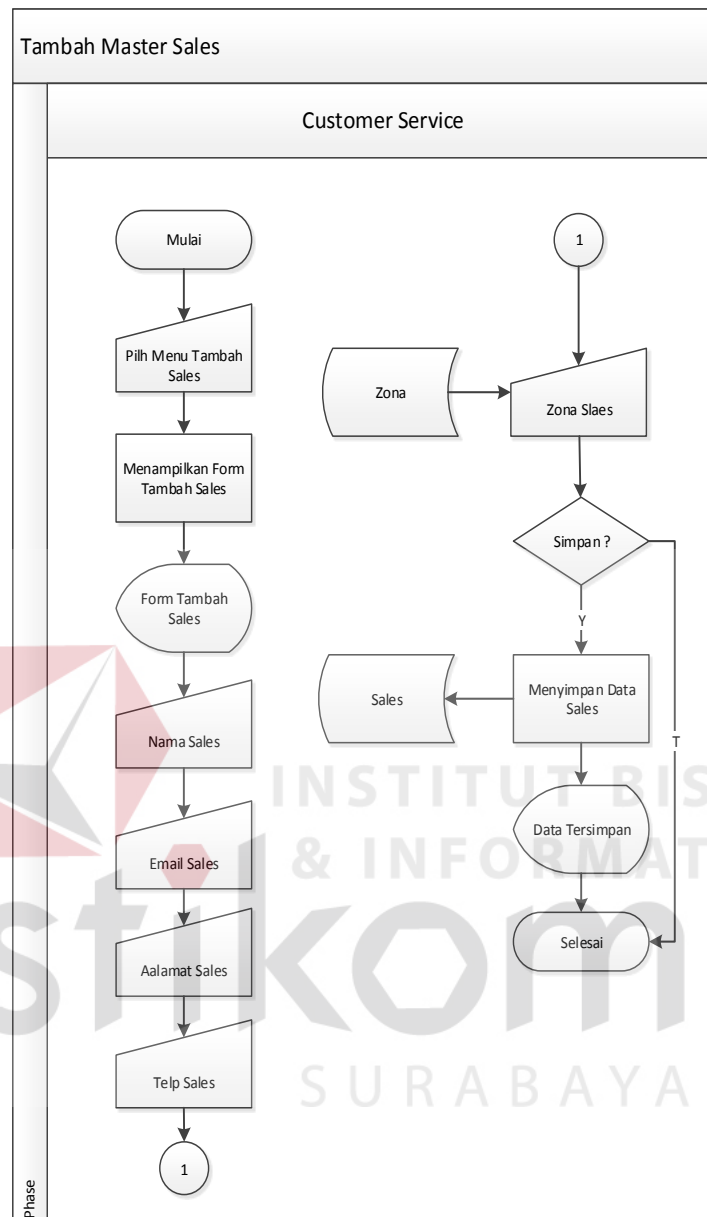 Tambah Master Sales
Customer Service
Mulai
Pilh Menu Tambah
Sales
Menampilkan Form
Tambah Sales
Form Tambah
Sales
Nama Sales
Email Sales
Aalamat Sales
Telp Sales
1
1
Zona
Zona Slaes
Simpan ?
Y
T
Menyimpan Data
Sales
Sales
Data Tersimpan
Selesai
Phase
INSTITUT BIS
& INFORMAT
stikom
SURABAYA